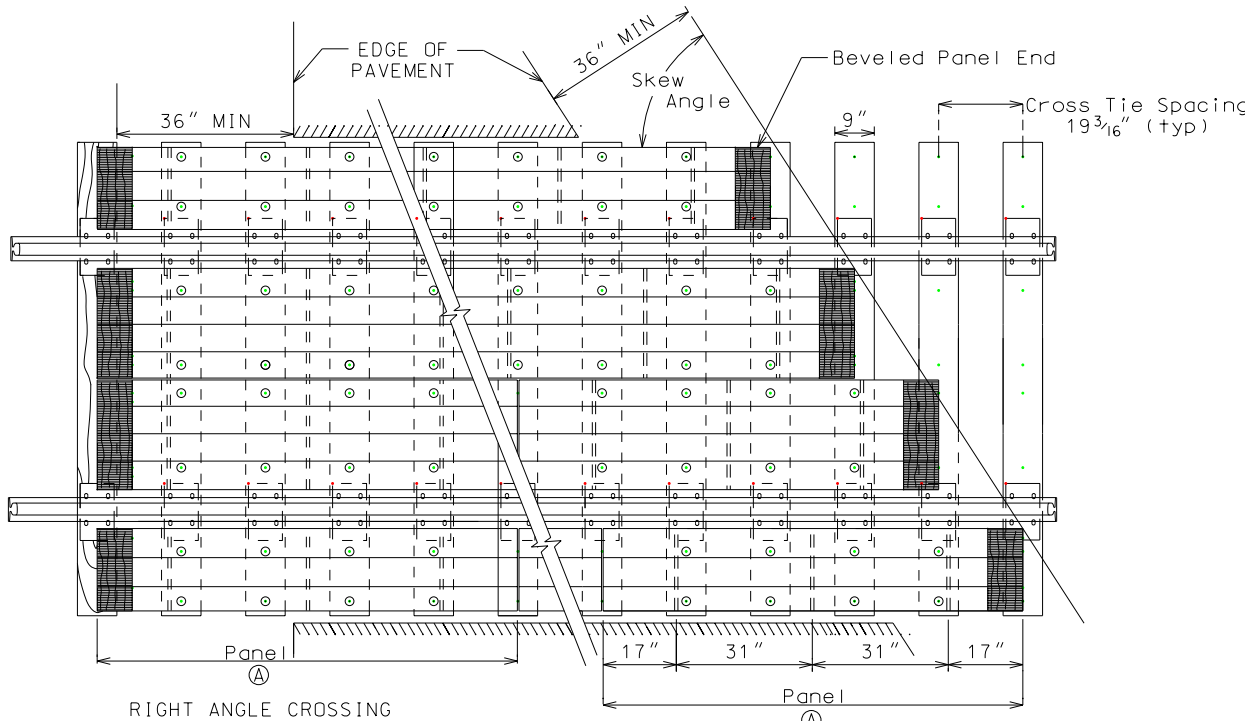 EDGE OF
PAVEMENT
36" MIN
Skew
Angle
Beveled Panel End
36" MIN
9"
Cross Tie Spacing
19 3/16" (typ)
Panel
A
17"
31"
31"
17"
Panel
A
RIGHT ANGLE CROSSING